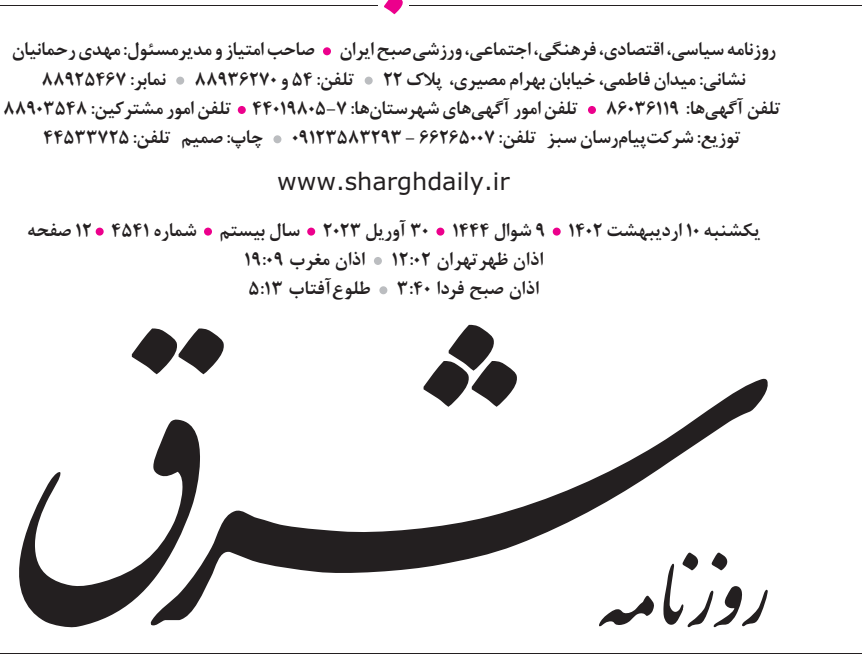 روزنامه سیاسی، اقتصادی، فرهنگی، اجتماعی، ورزشی صبح ایران ● صاحب امتیاز و مدیرمسئول: مهدی رحمانیان
نشانی: میدان فاطمی، خیابان بهرام مصیری، پلاک ۲۲ ● تلفن: ۵۴ و ۸۸۹۳۶۲۷۰ ● نمابر: ۸۸۹۲۵۴۶۷
تلفن آگهی‌ها: ۸۶۰۳۶۱۱۹ ● تلفن امور آگهی‌های شهرستان‌ها: ۷-۴۴۰۱۹۸۰۵ ● تلفن امور مشترکین: ۸۸۹۰۳۵۴۸
توزیع: شرکت پیام‌رسان سبز تلفن: ۶۶۲۶۵۰۰۷ - ۰۹۱۲۳۵۸۳۲۹۳ ● چاپ: صمیم تلفن: ۴۴۵۳۳۷۲۵
www.sharghdaily.ir
یکشنبه ۱۰ اردیبهشت ۱۴۰۲ ● ۹ شوال ۱۴۴۴ ● ۳۰ آوریل ۲۰۲۳ ● سال بیستم ● شماره ۴۵۴۱ ● ۱۲ صفحه
اذان ظهر تهران ۱۲:۰۲ ● اذان مغرب ۱۹:۰۹
اذان صبح فردا ۳:۴۰ ● طلوع آفتاب ۵:۱۳
روزنامه
شرق